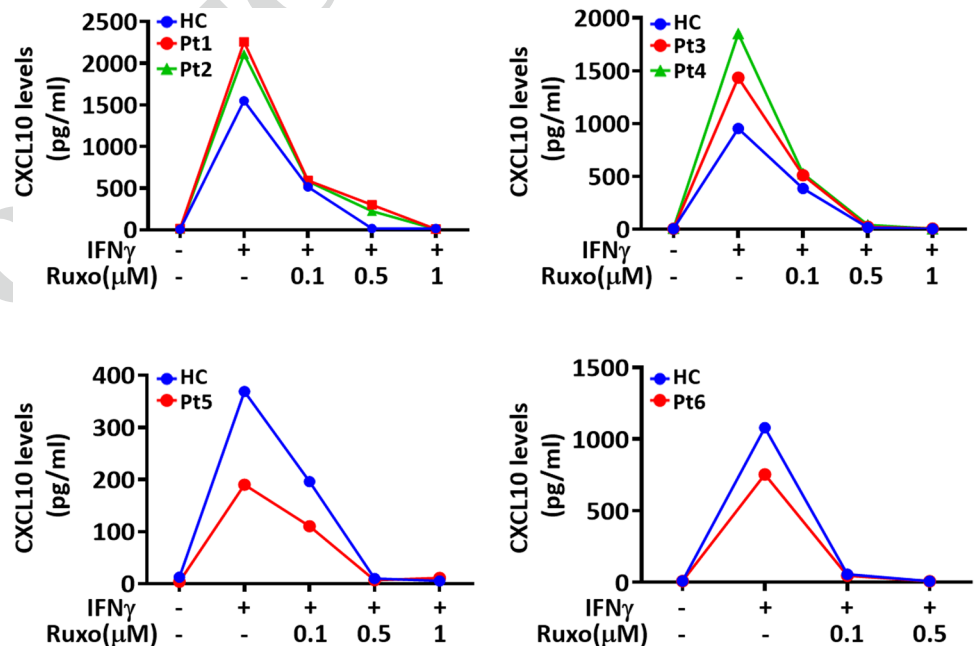 CXCL10 levels
(pg/ml)
2500
2000
1500
1000
500
0
HC
Pt1
Pt2
IFNγ - + + + +
Ruxo(μM) - - 0.1 0.5 1
CXCL10 levels
(pg/ml)
2000
1500
1000
500
0
HC
Pt3
Pt4
IFNγ - + + + +
Ruxo(μM) - - 0.1 0.5 1
CXCL10 levels
(pg/ml)
400
300
200
100
0
HC
Pt5
IFNγ - + + + +
Ruxo(μM) - - 0.1 0.5 1
CXCL10 levels
(pg/ml)
1500
1000
500
0
HC
Pt6
IFNγ - + + +
Ruxo(μM) - - 0.1 0.5